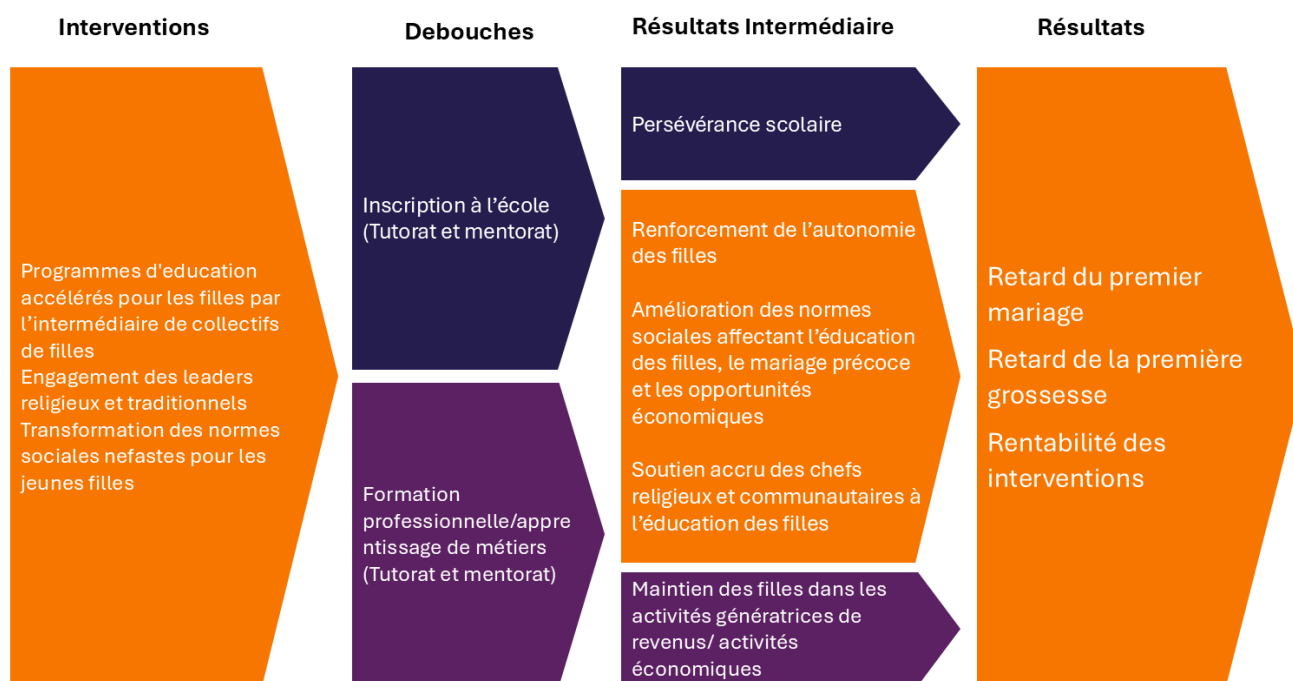 Interventions
Debouches
Résultats Intermédiaire
Résultats
Programmes d'education
accélérés pour les filles par
l’intermédiaire de collectifs
de filles
Engagement des leaders
religieux et traditionnels
Transformation des normes
sociales nefastes pour les
jeunes filles
Inscription à l’école
(Tutorat et mentorat)
Formation
professionnelle/appre
ntissage de métiers
(Tutorat et mentorat)
Persévérance scolaire
Renforcement de l’autonomie
des filles
Amélioration des normes
sociales affectant l’éducation
des filles, le mariage précoce
et les opportunités
économiques
Soutien accru des chefs
religieux et communautaires à
l’éducation des filles
Maintien des filles dans les
activités génératrices de
revenus/ activités
économiques
Retard du premier
mariage
Retard de la première
grossesse
Rentabilité des
interventions